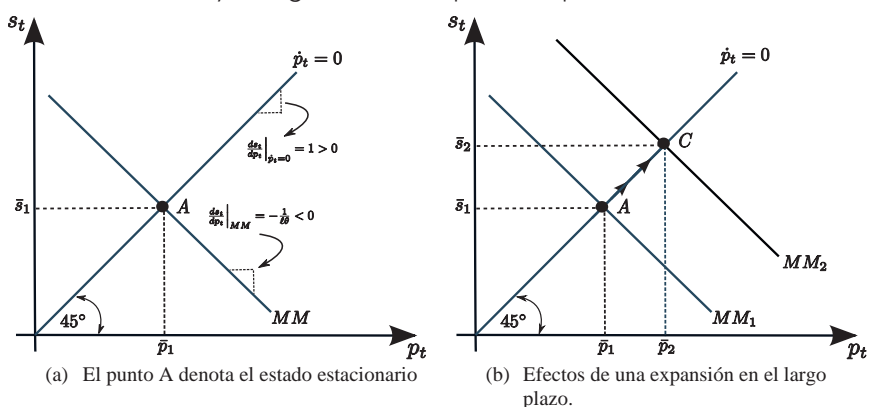 s_t
ṗ_t = 0
ds_t/dp_t |_{ṗ_t=0} = 1 > 0
s̄_1
A
ds_t/dp_t |_{MM} = -1/ℓθ < 0
45°
MM
p̄_1
p_t
(a) El punto A denota el estado estacionario
s_t
ṗ_t = 0
s̄_2
C
s̄_1
A
MM_2
45°
MM_1
p̄_1
p̄_2
p_t
(b) Efectos de una expansión en el largo
plazo.